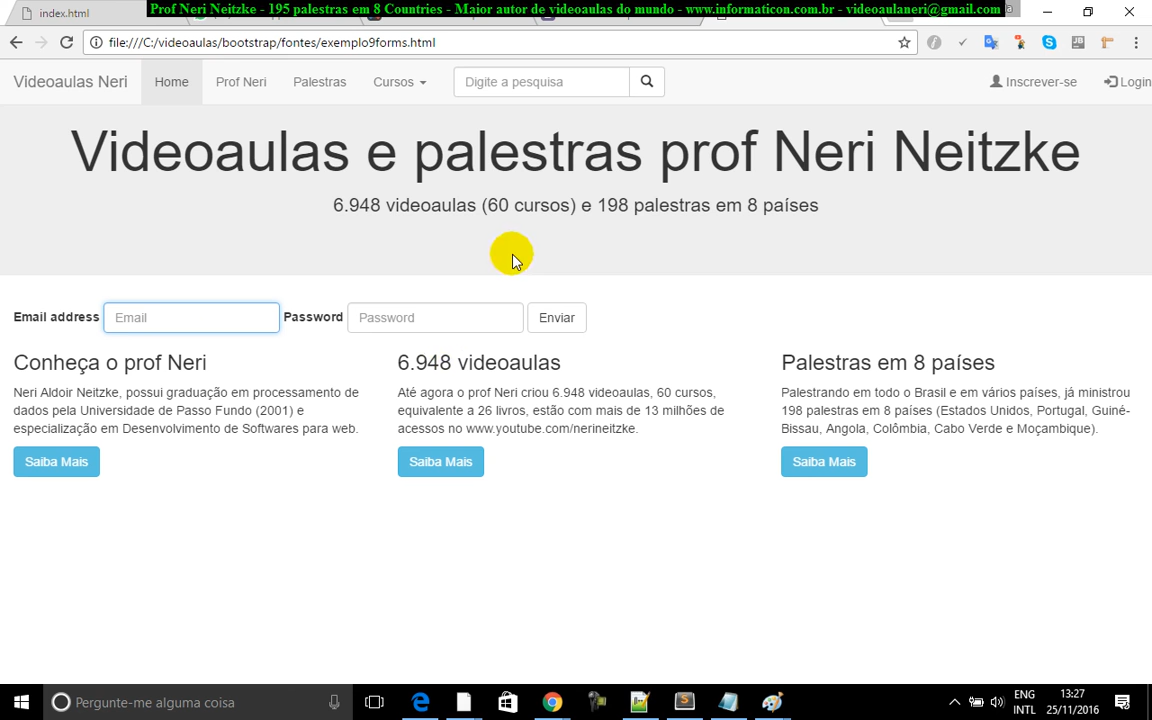 index.html
Prof Neri Neitzke - 195 palestras em 8 Countries - Maior autor de videoaulas do mundo - www.informaticon.com.br - videoaulaneri@gmail.com
file:///C:/videoaulas/bootstrap/fontes/exemplo9forms.html
Videoaulas Neri Home Prof Neri Palestras Cursos Digite a pesquisa Inscrever-se Login
Videoaulas e palestras prof Neri Neitzke
6.948 videoaulas (60 cursos) e 198 palestras em 8 países
Email address Email Password Password Enviar
Conheça o prof Neri
Neri Aldoir Neitzke, possui graduação em processamento de
dados pela Universidade de Passo Fundo (2001) e
especialização em Desenvolvimento de Softwares para web.
Saiba Mais
6.948 videoaulas
Até agora o prof Neri criou 6.948 videoaulas, 60 cursos,
equivalente a 26 livros, estão com mais de 13 milhões de
acessos no www.youtube.com/nerineitzke.
Saiba Mais
Palestras em 8 países
Palestrando em todo o Brasil e em vários países, já ministrou
198 palestras em 8 países (Estados Unidos, Portugal, Guiné-
Bissau, Angola, Colômbia, Cabo Verde e Moçambique).
Saiba Mais
Pergunte-me alguma coisa
ENG
INTL
13:27
25/11/2016